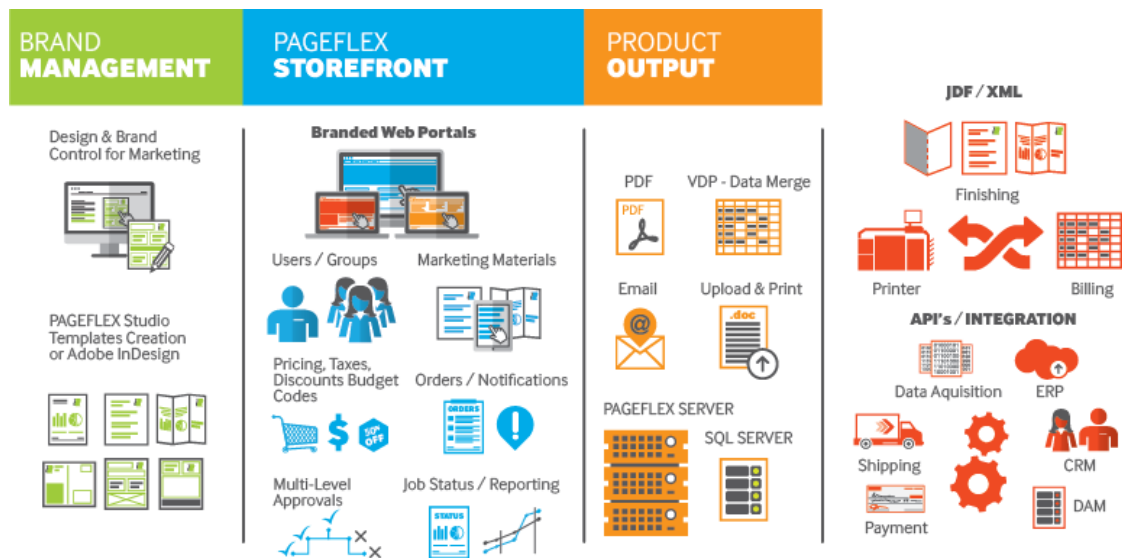 BRAND
MANAGEMENT
Design & Brand
Control for Marketing
PAGEFLEX Studio
Templates Creation
or Adobe InDesign
PAGEFLEX
STOREFRONT
Branded Web Portals
Users / Groups
Marketing Materials
Pricing, Taxes,
Discounts Budget
Codes
50%
OFF
Orders / Notifications
ORDERS
Multi-Level
Approvals
Job Status / Reporting
STATUS
PRODUCT
OUTPUT
PDF
PDF
VDP - Data Merge
Email
@
Upload & Print
.doc
PAGEFLEX SERVER
SQL SERVER
JDF / XML
Finishing
Printer
Billing
API's / INTEGRATION
Data Aquisition
ERP
Shipping
CRM
Payment
DAM